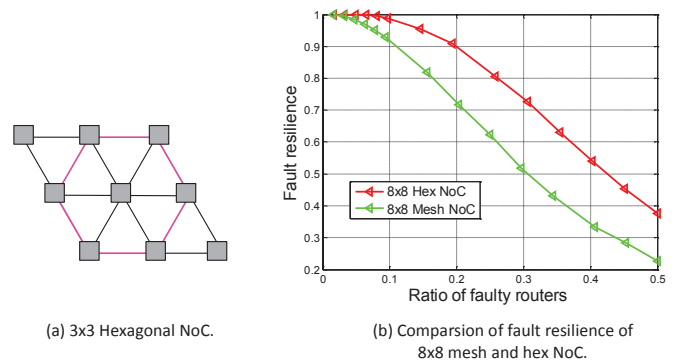 1
0.9
0.8
0.7
0.6
0.5
0.4
0.3
0.2
Fault resilience
8x8 Hex NoC
8x8 Mesh NoC
0 0.1 0.2 0.3 0.4 0.5
Ratio of faulty routers
(a) 3x3 Hexagonal NoC.
(b) Comparsion of fault resilience of
8x8 mesh and hex NoC.